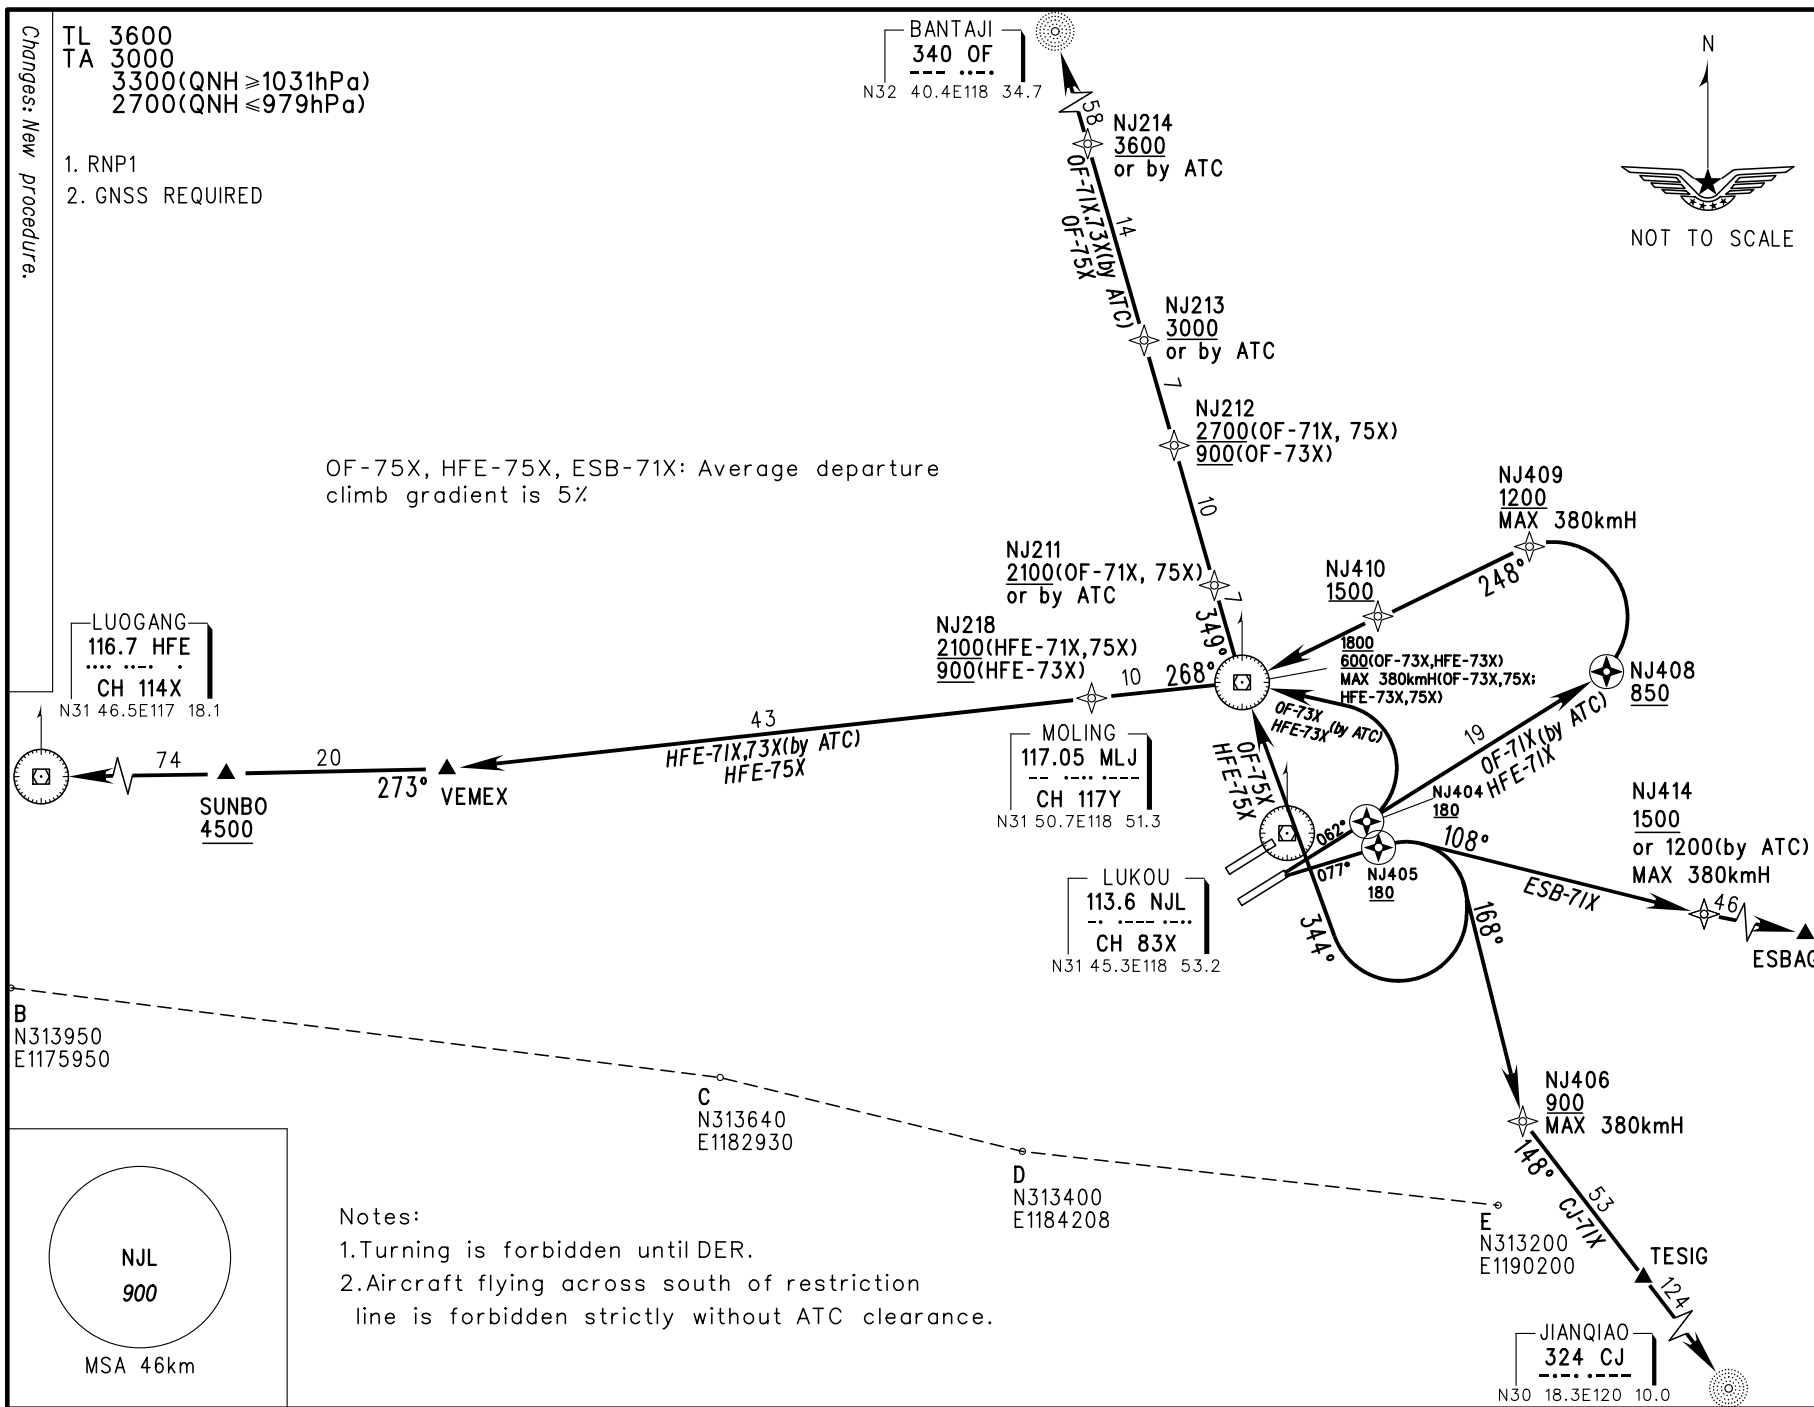 Changes: New procedure.
TL 3600
TA 3000
3300(QNH≥1031hPa)
2700(QNH≤979hPa)
1. RNP1
2. GNSS REQUIRED
BANTAJI
340 OF
N32 40.4E118 34.7
N
NOT TO SCALE
58
NJ214
3600
or by ATC
OF-71X,73X(by ATC)
OF-75X
14
NJ213
3000
or by ATC
7
NJ212
2700(OF-71X, 75X)
900(OF-73X)
10
OF-75X, HFE-75X, ESB-71X: Average departure
climb gradient is 5%
NJ409
1200
MAX 380kmH
248°
NJ211
2100(OF-71X, 75X)
or by ATC
7
349°
NJ410
1500
LUOGANG
116.7 HFE
CH 114X
N31 46.5E117 18.1
NJ218
2100(HFE-71X,75X)
900(HFE-73X)
10
268°
1800
600(OF-73X,HFE-73X)
MAX 380kmH(OF-73X,75X;
HFE-73X,75X)
NJ408
850
43
HFE-71X,73X(by ATC)
HFE-75X
OF-73X (by ATC)
HFE-73X
19
OF-71X(by ATC)
HFE-71X
74
20
273°
VEMEX
SUNBO
4500
MOLING
117.05 MLJ
CH 117Y
N31 50.7E118 51.3
OF-75X
HFE-75X
NJ404
180
062°
077°
NJ405
180
108°
ESB-71X
NJ414
1500
or 1200(by ATC)
MAX 380kmH
46
ESBAG
LUKOU
113.6 NJL
CH 83X
N31 45.3E118 53.2
344°
168°
B
N313950
E1175950
C
N313640
E1182930
D
N313400
E1184208
E
N313200
E1190200
NJ406
900
MAX 380kmH
148°
53
CJ-71X
TESIG
124
JIANQIAO
324 CJ
N30 18.3E120 10.0
NJL
900
MSA 46km
Notes:
1.Turning is forbidden until DER.
2.Aircraft flying across south of restriction
line is forbidden strictly without ATC clearance.